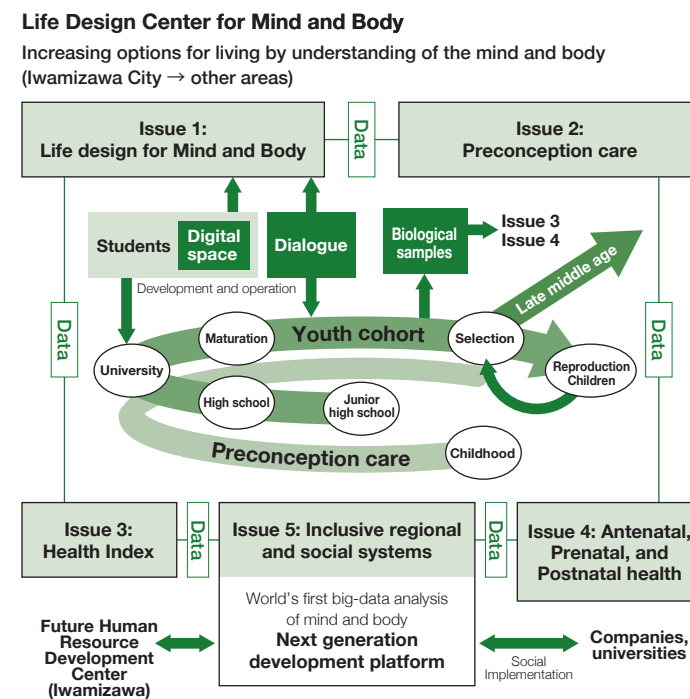 Life Design Center for Mind and Body
Increasing options for living by understanding of the mind and body
(Iwamizawa City → other areas)
Issue 1:
Life design for Mind and Body
Data
Issue 2:
Preconception care
Students
Digital
space
Dialogue
Biological
samples
Issue 3
Issue 4
Development and operation
Late middle age
Data
Data
Maturation
Youth cohort
Selection
University
Reproduction
Children
High school
Junior
high school
Preconception care
Childhood
Issue 3:
Health Index
Data
Issue 5: Inclusive regional
and social systems
Data
Issue 4: Antenatal,
Prenatal, and
Postnatal health
World's first big-data analysis
of mind and body
Next generation
development platform
Future Human
Resource
Development
Center
(Iwamizawa)
Companies,
universities
Social
Implementation